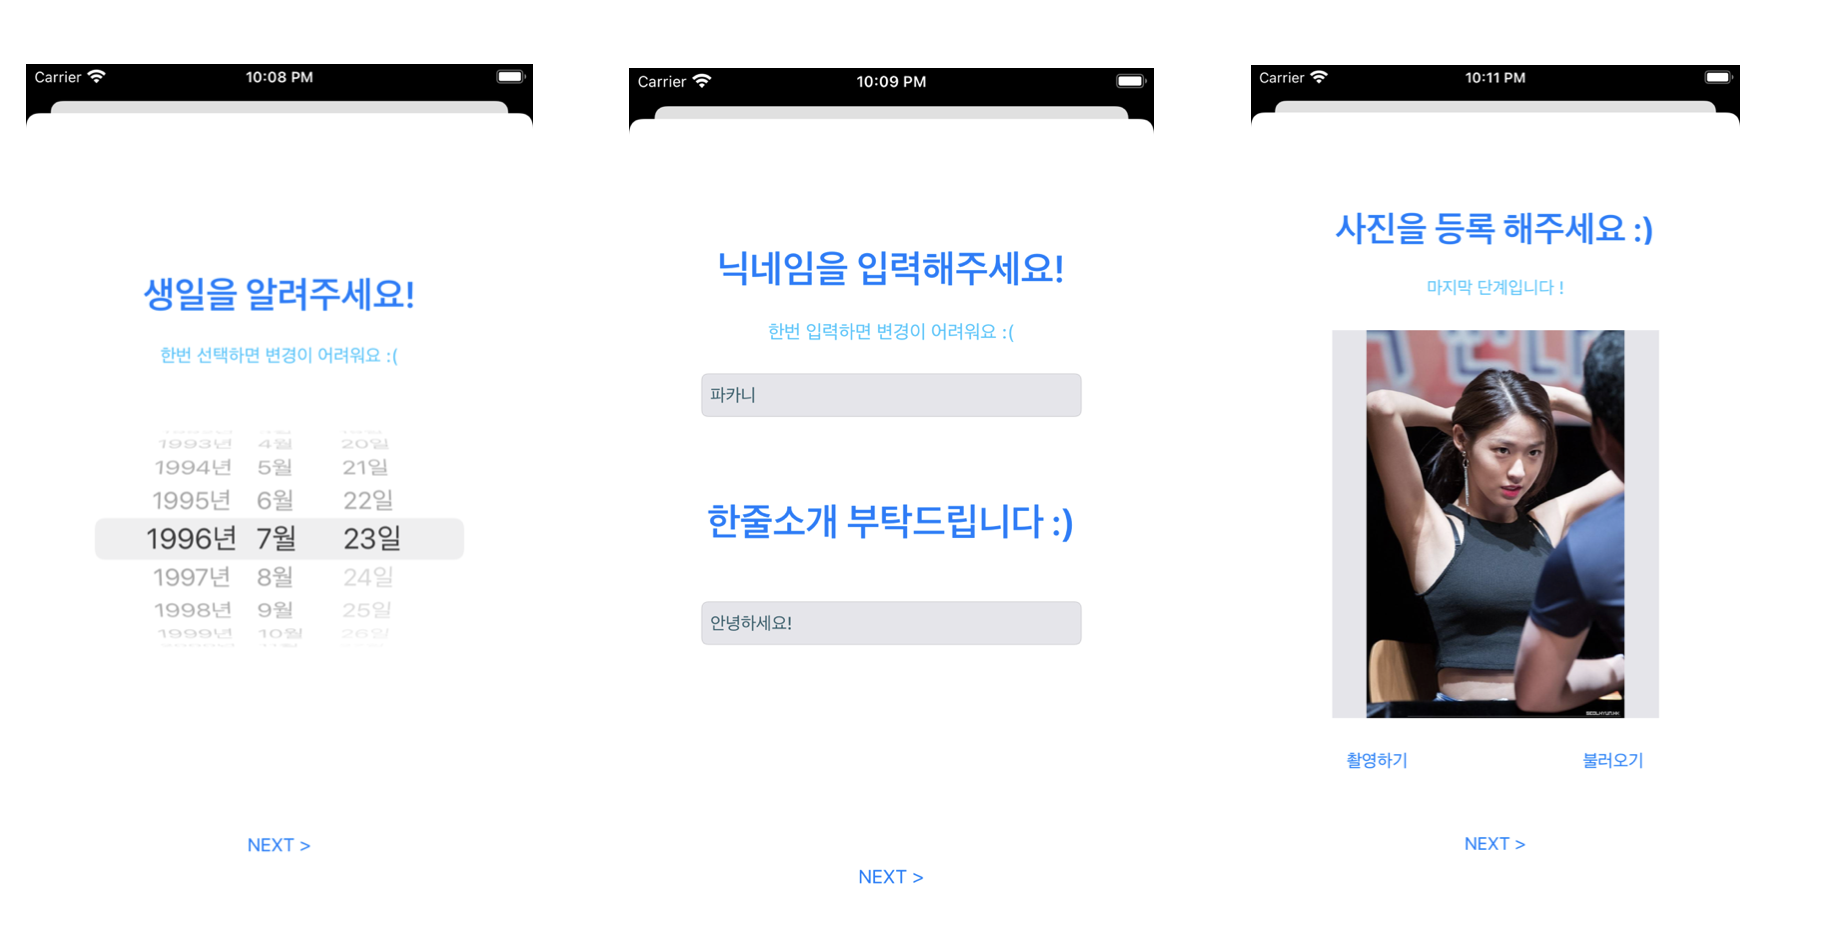 Carrier
10:08 PM
생일을 알려주세요!
한번 선택하면 변경이 어려워요 :(
1993년 4월 20일
1994년 5월 21일
1995년 6월 22일
1996년 7월 23일
1997년 8월 24일
1998년 9월 25일
1999년 10월 26일
NEXT >
Carrier
10:09 PM
닉네임을 입력해주세요!
한번 입력하면 변경이 어려워요 :(
파카니
한줄소개 부탁드립니다 :)
안녕하세요!
NEXT >
Carrier
10:11 PM
사진을 등록 해주세요 :)
마지막 단계입니다 !
촬영하기
불러오기
NEXT >